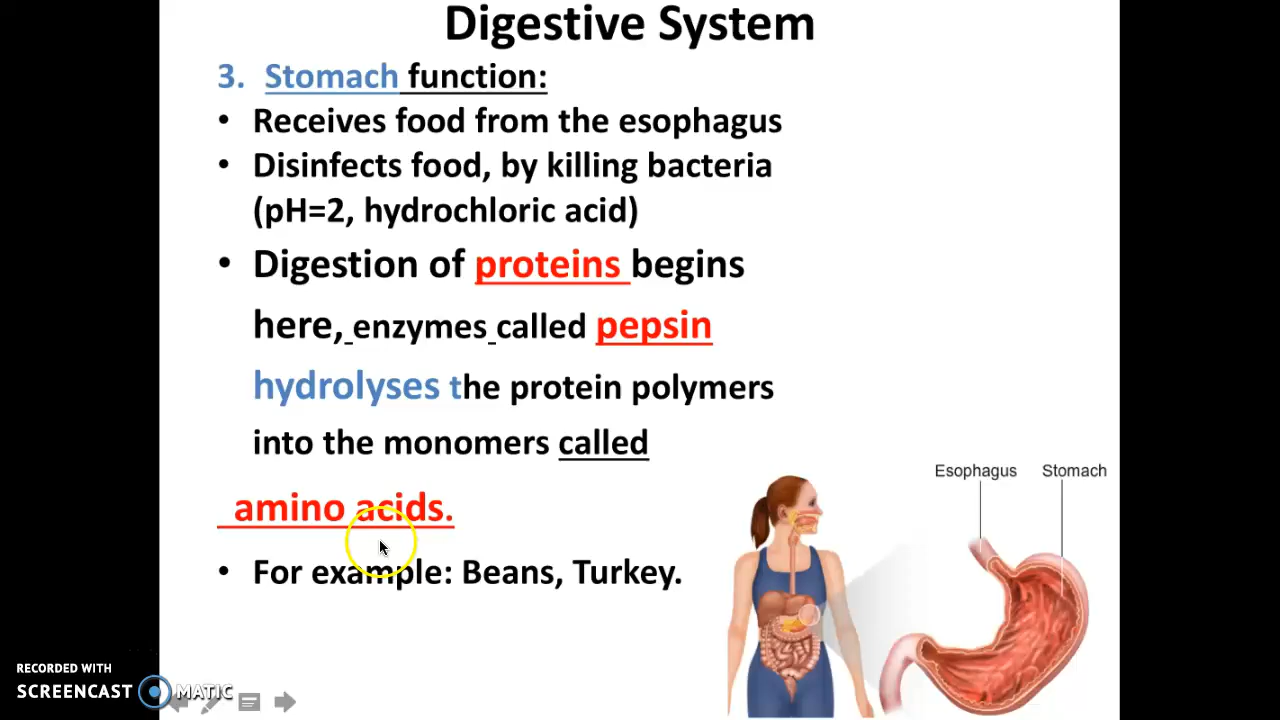 Digestive System
3. Stomach function:
• Receives food from the esophagus
• Disinfects food, by killing bacteria
(pH=2, hydrochloric acid)
• Digestion of proteins begins
here, enzymes called pepsin
hydrolyses the protein polymers
into the monomers called
amino acids.
• For example: Beans, Turkey.
Esophagus Stomach
RECORDED WITH
SCREENCAST MATIC